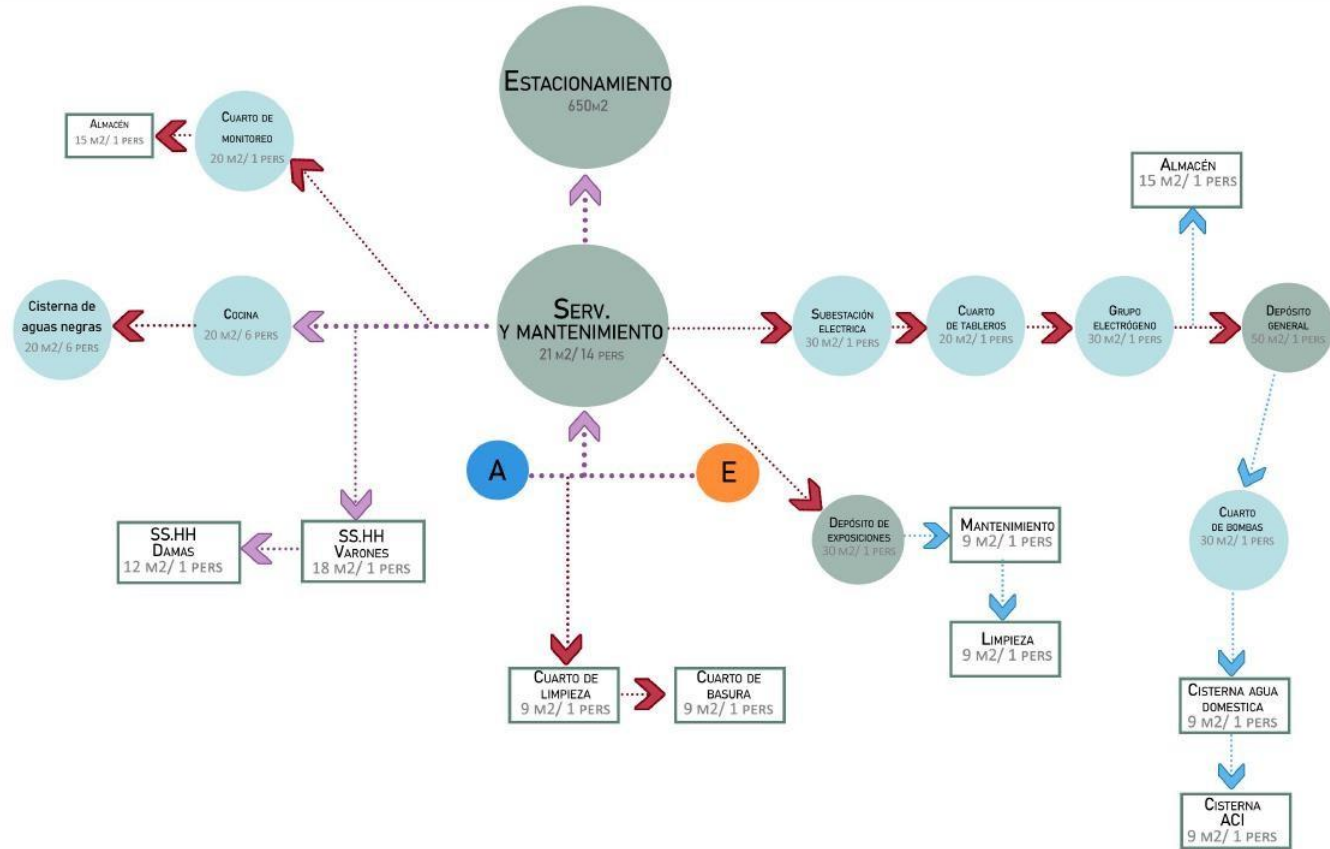 Estacionamiento
650m2
Almacén
15 m2/ 1 pers
Cuarto de
monitoreo
20 m2/ 1 pers
Almacén
15 m2/ 1 pers
Cisterna de
aguas negras
20 m2/ 6 pers
Cocina
20 m2/ 6 pers
Serv.
y mantenimiento
21 m2/ 14 pers
Subestación
electrica
30 m2/ 1 pers
Cuarto
de tableros
20 m2/ 1 pers
Grupo
electrógeno
30 m2/ 1 pers
Depósito
general
50 m2/ 1 pers
A
E
SS.HH
Damas
12 m2/ 1 pers
SS.HH
Varones
18 m2/ 1 pers
Depósito de
exposiciones
30 m2/ 1 pers
Mantenimiento
9 m2/ 1 pers
Cuarto
de bombas
30 m2/ 1 pers
Limpieza
9 m2/ 1 pers
Cuarto de
limpieza
9 m2/ 1 pers
Cuarto de
basura
9 m2/ 1 pers
Cisterna agua
domestica
9 m2/ 1 pers
Cisterna
ACI
9 m2/ 1 pers